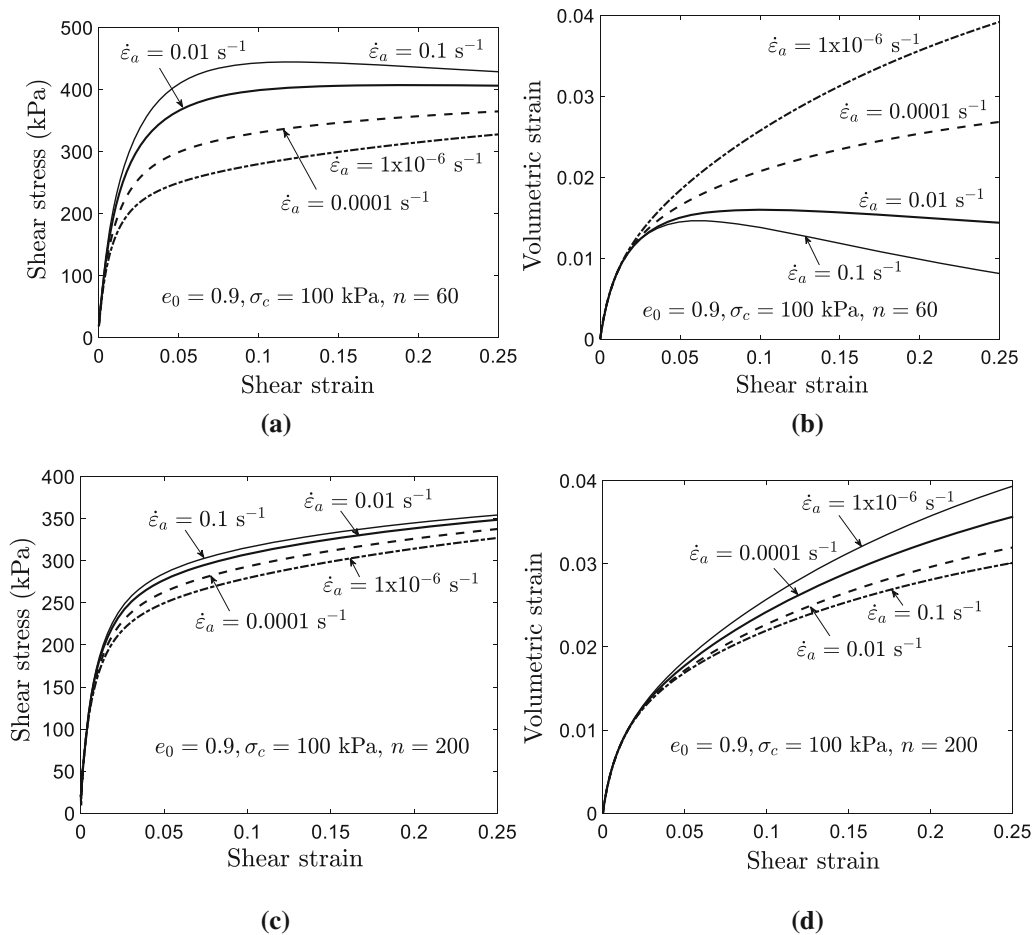 500
400
300
200
100
0
0
0.05
0.1
0.15
0.2
0.25
Shear stress (kPa)
Shear strain
ε̇ₐ = 0.01 s⁻¹
ε̇ₐ = 0.1 s⁻¹
ε̇ₐ = 1x10⁻⁶ s⁻¹
ε̇ₐ = 0.0001 s⁻¹
e₀ = 0.9, σ_c = 100 kPa, n = 60
(a)
0.04
0.03
0.02
0.01
0
0
0.05
0.1
0.15
0.2
0.25
Volumetric strain
Shear strain
ε̇ₐ = 1x10⁻⁶ s⁻¹
ε̇ₐ = 0.0001 s⁻¹
ε̇ₐ = 0.01 s⁻¹
ε̇ₐ = 0.1 s⁻¹
e₀ = 0.9, σ_c = 100 kPa, n = 60
(b)
400
350
300
250
200
150
100
50
0
0
0.05
0.1
0.15
0.2
0.25
Shear stress (kPa)
Shear strain
ε̇ₐ = 0.1 s⁻¹
ε̇ₐ = 0.01 s⁻¹
ε̇ₐ = 1x10⁻⁶ s⁻¹
ε̇ₐ = 0.0001 s⁻¹
e₀ = 0.9, σ_c = 100 kPa, n = 200
(c)
0.04
0.03
0.02
0.01
0
0
0.05
0.1
0.15
0.2
0.25
Volumetric strain
Shear strain
ε̇ₐ = 1x10⁻⁶ s⁻¹
ε̇ₐ = 0.0001 s⁻¹
ε̇ₐ = 0.1 s⁻¹
ε̇ₐ = 0.01 s⁻¹
e₀ = 0.9, σ_c = 100 kPa, n = 200
(d)